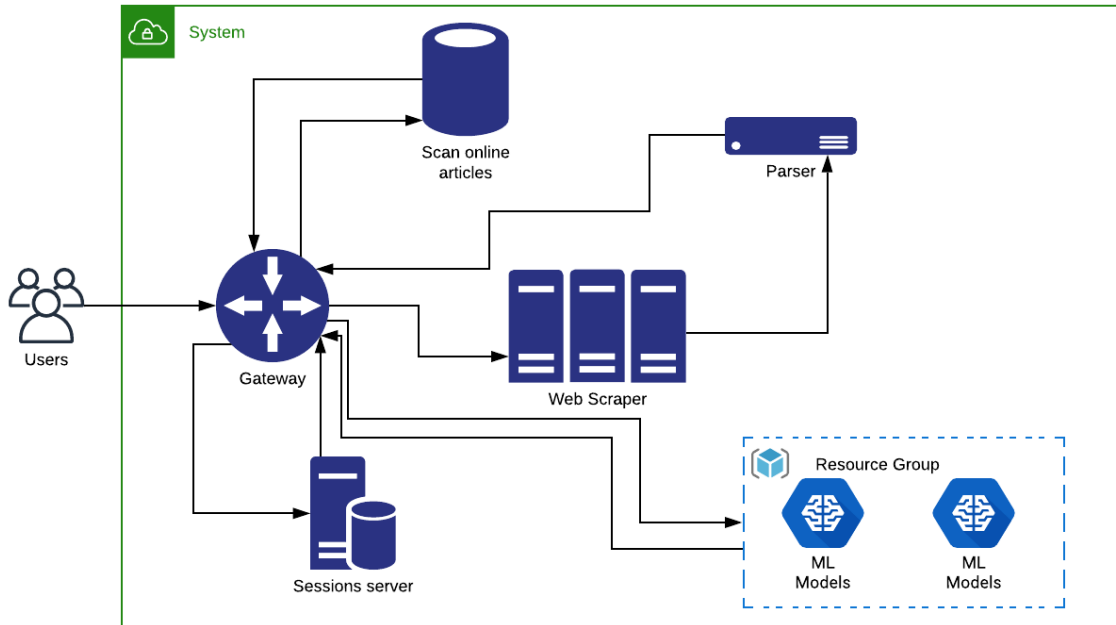 System
Scan online
articles
Parser
Users
Gateway
Web Scraper
Resource Group
ML
Models
ML
Models
Sessions server